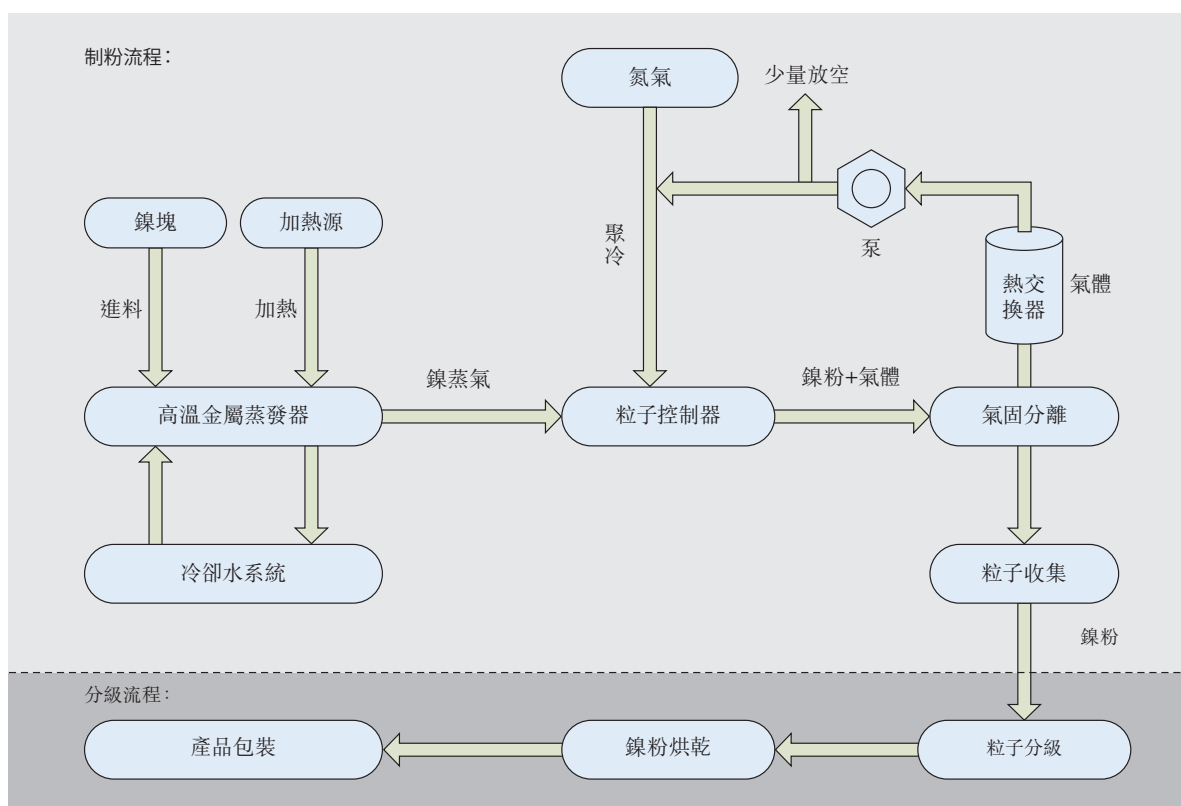 制粉流程：
氮氣
少量放空
泵
鎳塊
加熱源
聚冷
熱交
換器
氣體
進料
加熱
鎳蒸氣
鎳粉+氣體
高溫金屬蒸發器
粒子控制器
氣固分離
冷卻水系統
粒子收集
鎳粉
分級流程：
產品包裝
鎳粉烘乾
粒子分級